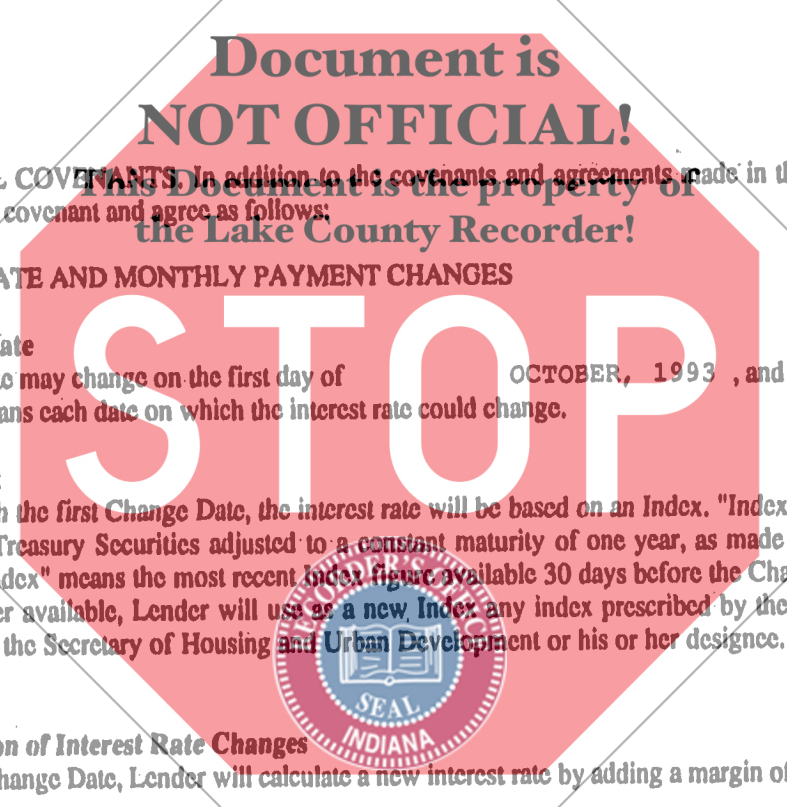 Document is
NOT OFFICIAL!
COVENANTS. In addition to the covenants and agreements made in th
This Document is the property of
covenant and agree as follows:
the Lake County Recorder!
ATE AND MONTHLY PAYMENT CHANGES
STOP
ate
e may change on the first day of OCTOBER, 1993 , and
ans each date on which the interest rate could change.
h the first Change Date, the interest rate will be based on an Index. "Index
Treasury Securities adjusted to a constant maturity of one year, as made
dex" means the most recent Index figure available 30 days before the Cha
er available, Lender will use as a new Index any index prescribed by the
the Secretary of Housing and Urban Development or his or her designee.
RECORDER'S OFFICE
SEAL
INDIANA
on of Interest Rate Changes
hange Date, Lender will calculate a new interest rate by adding a margin of